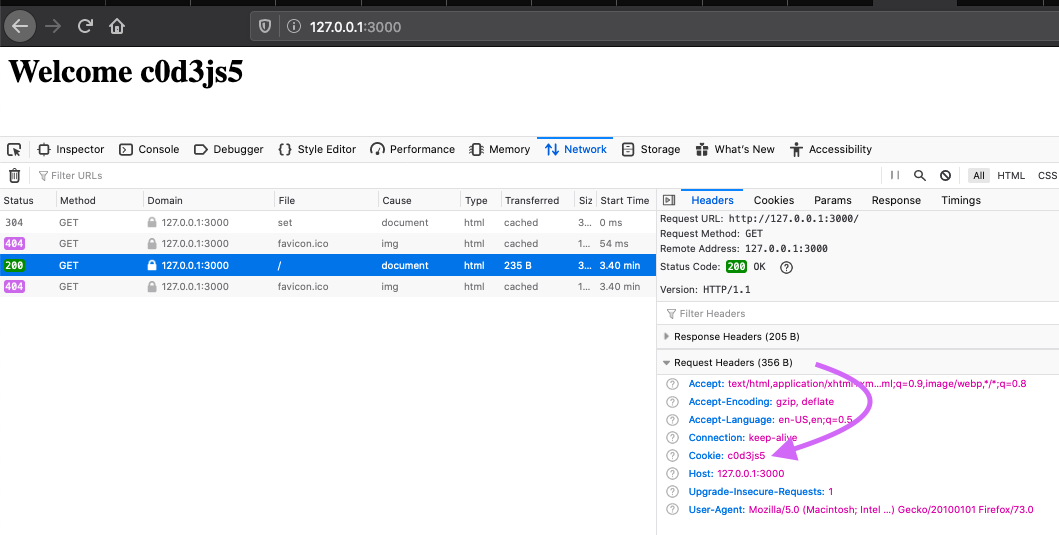 127.0.0.1:3000
Welcome c0d3js5
Inspector Console Debugger Style Editor Performance Memory Network Storage What's New Accessibility
Filter URLs All HTML CSS
Status Method Domain File Cause Type Transferred Siz Start Time Headers Cookies Params Response Timings
304 GET 127.0.0.1:3000 set document html cached 3... 0 ms
404 GET 127.0.0.1:3000 favicon.ico img html cached 1... 54 ms
200 GET 127.0.0.1:3000 / document html 235 B 3... 3.40 min
404 GET 127.0.0.1:3000 favicon.ico img html cached 1... 3.40 min
Request URL: http://127.0.0.1:3000/
Request Method: GET
Remote Address: 127.0.0.1:3000
Status Code: 200 OK
Version: HTTP/1.1
Filter Headers
Response Headers (205 B)
Request Headers (356 B)
Accept: text/html,application/xhtml+xm...ml;q=0.9,image/webp,*/*;q=0.8
Accept-Encoding: gzip, deflate
Accept-Language: en-US,en;q=0.5
Connection: keep-alive
Cookie: c0d3js5
Host: 127.0.0.1:3000
Upgrade-Insecure-Requests: 1
User-Agent: Mozilla/5.0 (Macintosh; Intel ...) Gecko/20100101 Firefox/73.0